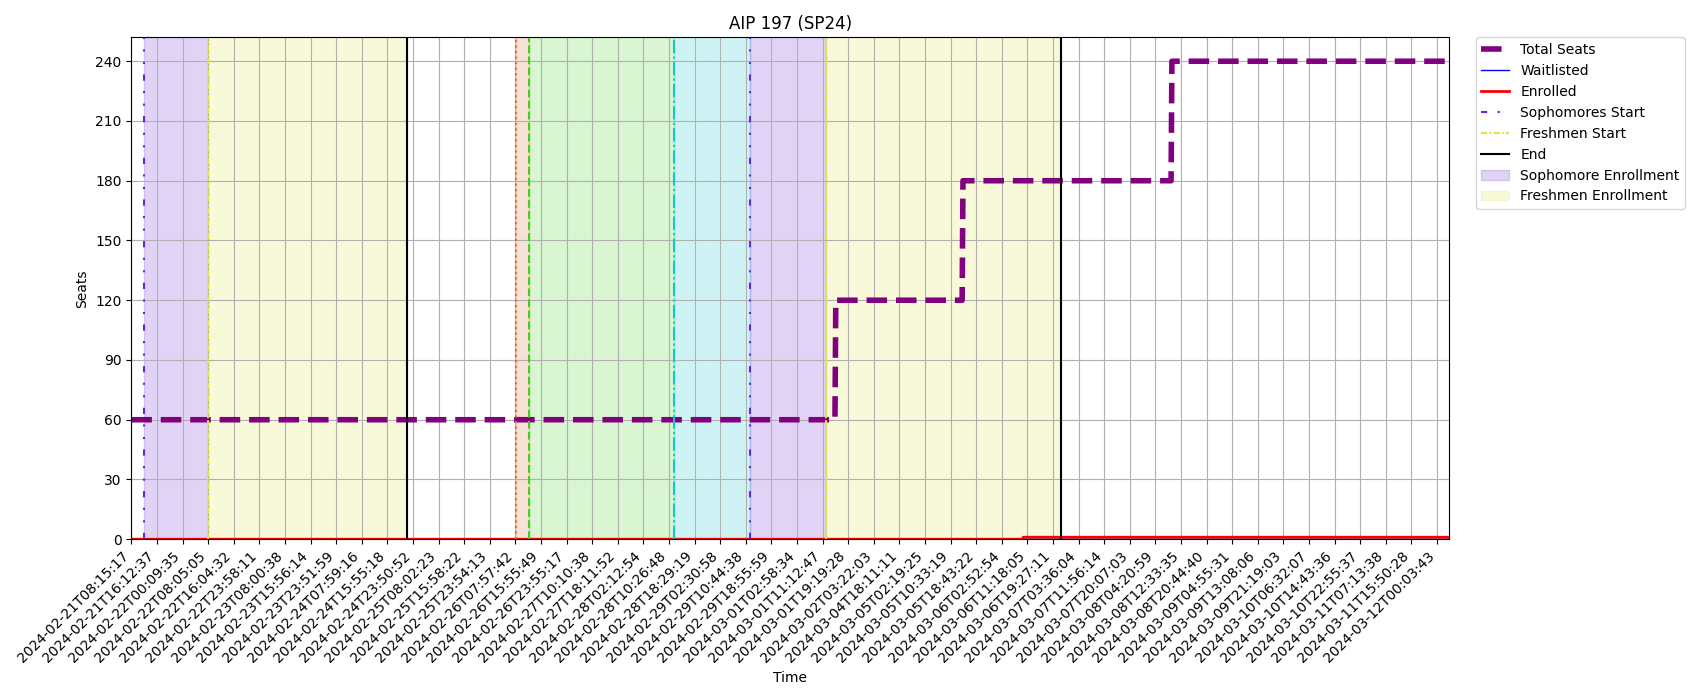 AIP 197 (SP24)
Seats
240
210
180
150
120
90
60
30
0
2024-02-21T08:15:17
2024-02-21T16:12:37
2024-02-22T00:09:35
2024-02-22T08:05:05
2024-02-22T16:04:32
2024-02-22T23:58:11
2024-02-23T08:00:38
2024-02-23T15:56:14
2024-02-23T23:51:59
2024-02-24T07:59:16
2024-02-24T15:55:18
2024-02-24T23:50:52
2024-02-25T08:02:23
2024-02-25T15:58:22
2024-02-25T23:54:13
2024-02-26T07:57:42
2024-02-26T15:55:49
2024-02-26T23:55:17
2024-02-27T10:10:38
2024-02-27T18:11:52
2024-02-28T02:12:54
2024-02-28T10:26:48
2024-02-28T18:29:19
2024-02-29T02:30:58
2024-02-29T10:44:38
2024-02-29T18:55:59
2024-03-01T02:58:34
2024-03-01T11:12:47
2024-03-01T19:19:28
2024-03-02T03:22:03
2024-03-04T18:11:11
2024-03-05T02:19:25
2024-03-05T10:33:19
2024-03-05T18:43:22
2024-03-06T02:52:54
2024-03-06T11:18:05
2024-03-06T19:27:11
2024-03-07T03:36:04
2024-03-07T11:56:14
2024-03-07T20:07:03
2024-03-08T04:20:59
2024-03-08T12:33:35
2024-03-08T20:44:40
2024-03-09T04:55:31
2024-03-09T13:08:06
2024-03-09T21:19:03
2024-03-10T06:32:07
2024-03-10T14:43:36
2024-03-10T22:55:37
2024-03-11T07:13:38
2024-03-11T15:50:28
2024-03-12T00:03:43
Time
Total Seats
Waitlisted
Enrolled
Sophomores Start
Freshmen Start
End
Sophomore Enrollment
Freshmen Enrollment